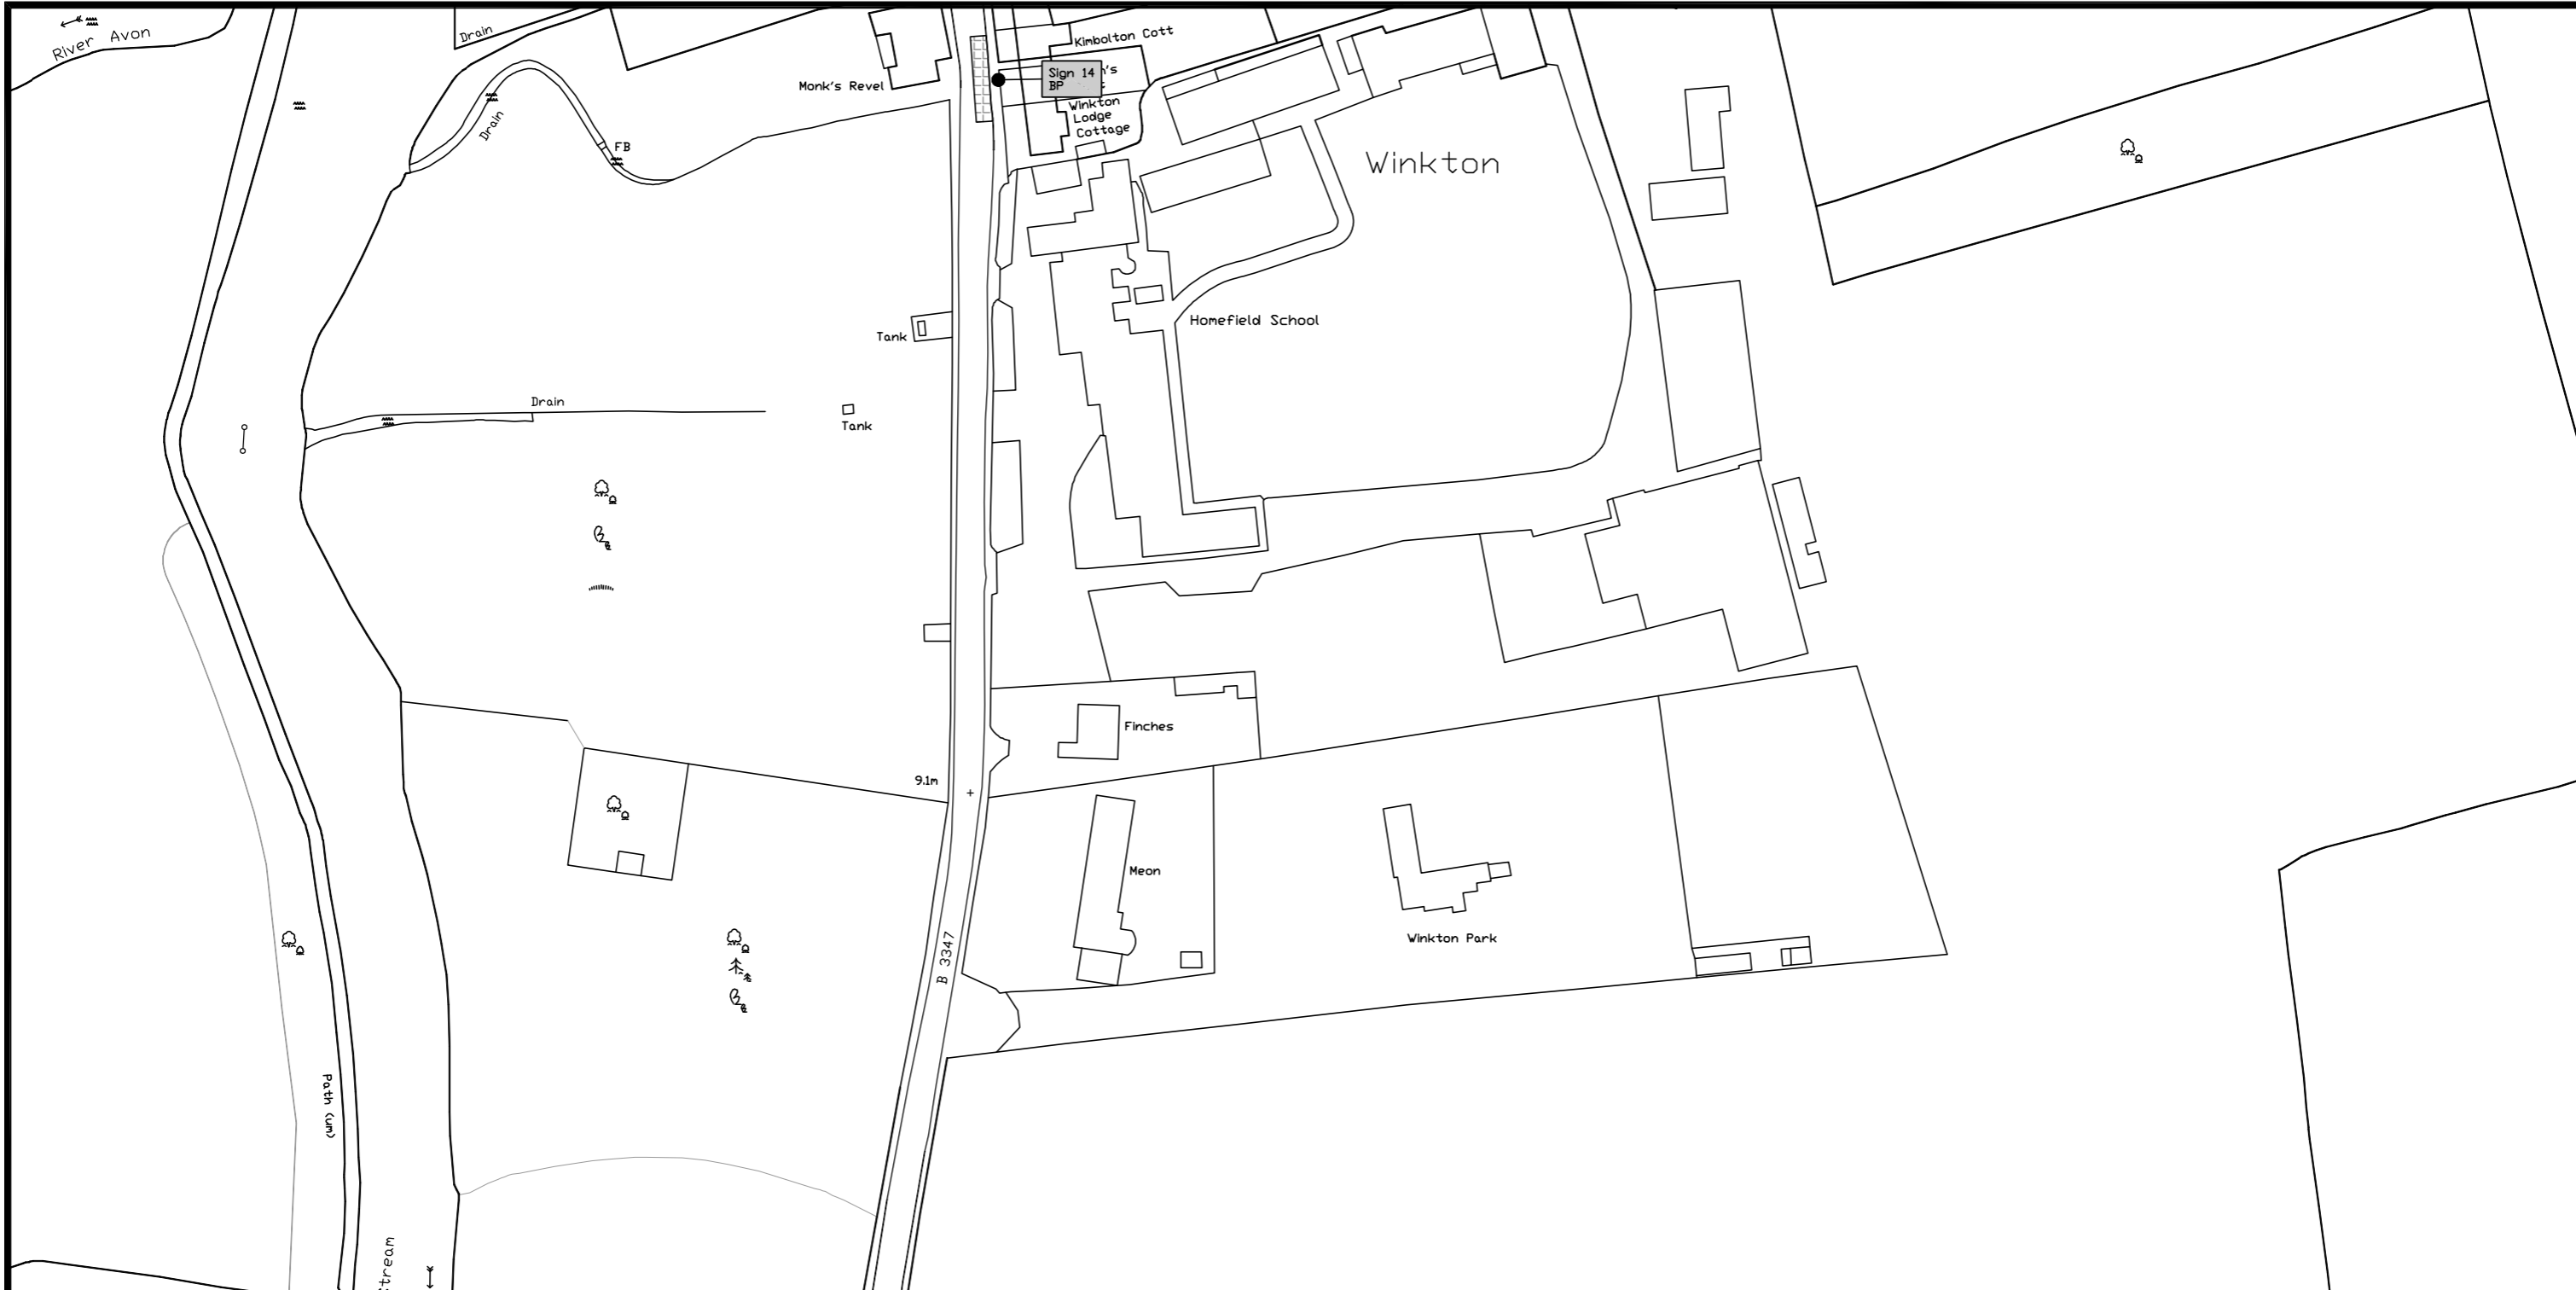 River Avon
Drain
Kimbolton Cott
Sign 14
BP
Monk's Revel
Winkton
Lodge
Cottage
Drain
FB
Winkton
Homefield School
Tank
Drain
Tank
Finches
9.1m
Meon
B 3347
Winkton Park
Path (um)